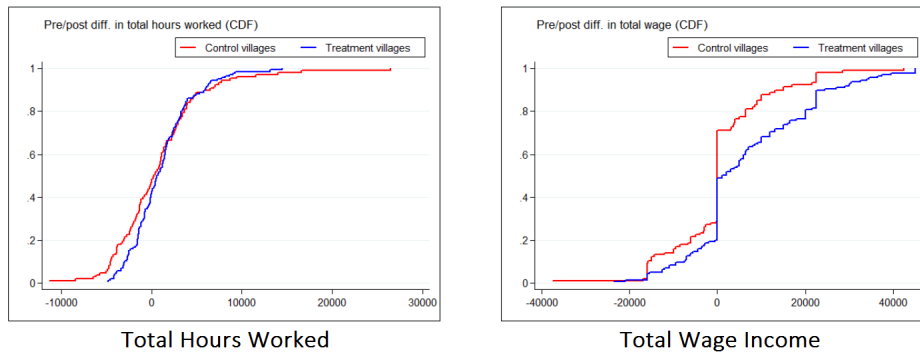 Pre/post diff. in total hours worked (CDF)
Control villages Treatment villages
1
.8
.6
.4
.2
0
-10000 0 10000 20000 30000
Total Hours Worked
Pre/post diff. in total wage (CDF)
Control villages Treatment villages
1
.8
.6
.4
.2
0
-40000 -20000 0 20000 40000
Total Wage Income